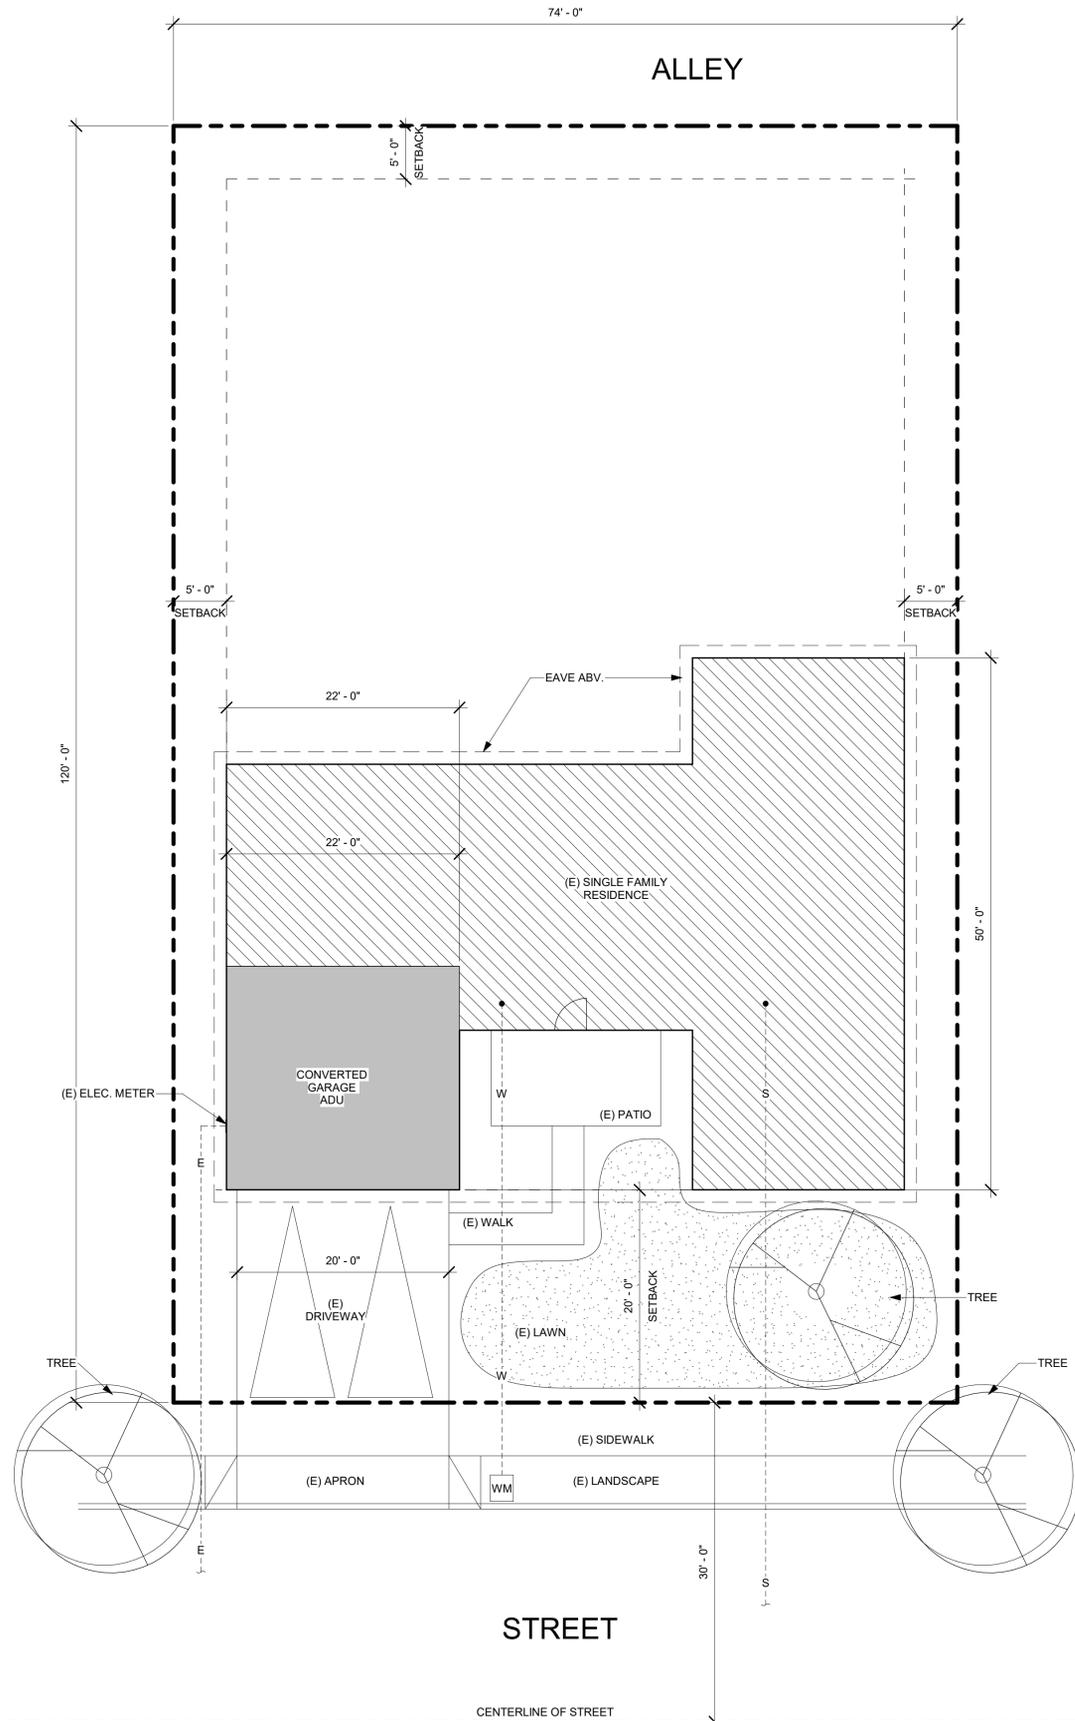 74' - 0"
ALLEY
5' - 0"
SETBACK
5' - 0"
SETBACK
5' - 0"
SETBACK
EAVE ABV.
22' - 0"
120' - 0"
22' - 0"
(E) SINGLE FAMILY
RESIDENCE
50' - 0"
CONVERTED
GARAGE
ADU
(E) ELEC. METER
W
S
(E) PATIO
E
(E) WALK
20' - 0"
20' - 0"
SETBACK
(E)
DRIVEWAY
TREE
(E) LAWN
TREE
TREE
W
(E) SIDEWALK
(E) APRON
WM
(E) LANDSCAPE
E
30' - 0"
S
STREET
CENTERLINE OF STREET